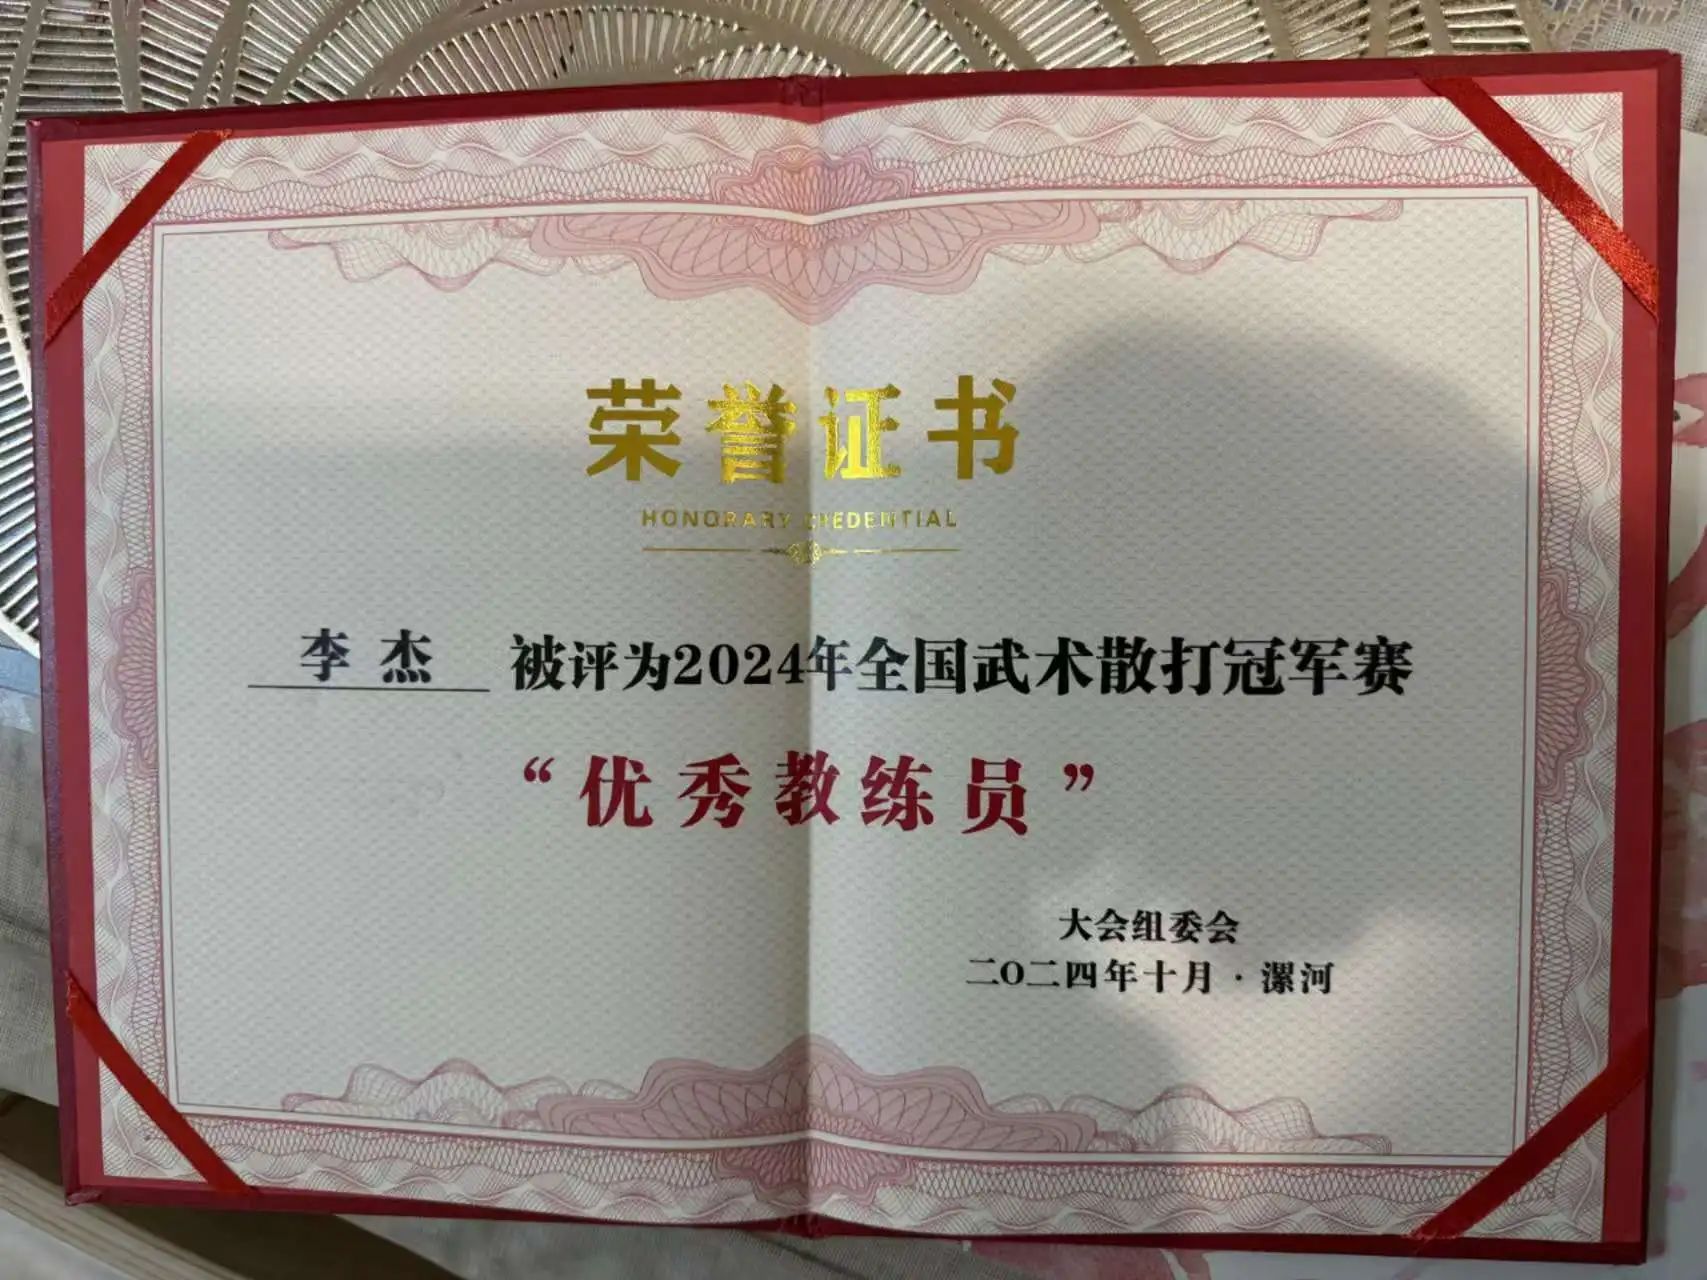 荣誉证书
HONORARY CREDENTIAL
李杰 被评为2024年全国武术散打冠军赛
“优秀教练员”
大会组委会
二〇二四年十月·漯河